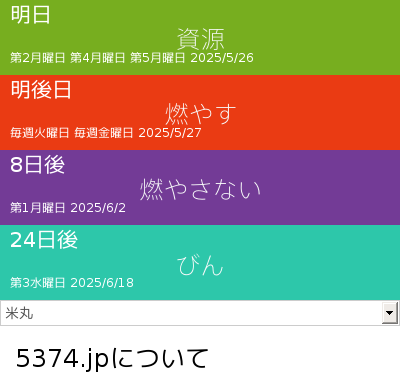 明日
資源
第2月曜日 第4月曜日 第5月曜日 2025/5/26
明後日
燃やす
毎週火曜日 毎週金曜日 2025/5/27
8日後
燃やさない
第1月曜日 2025/6/2
24日後
びん
第3水曜日 2025/6/18
米丸
5374.jpについて